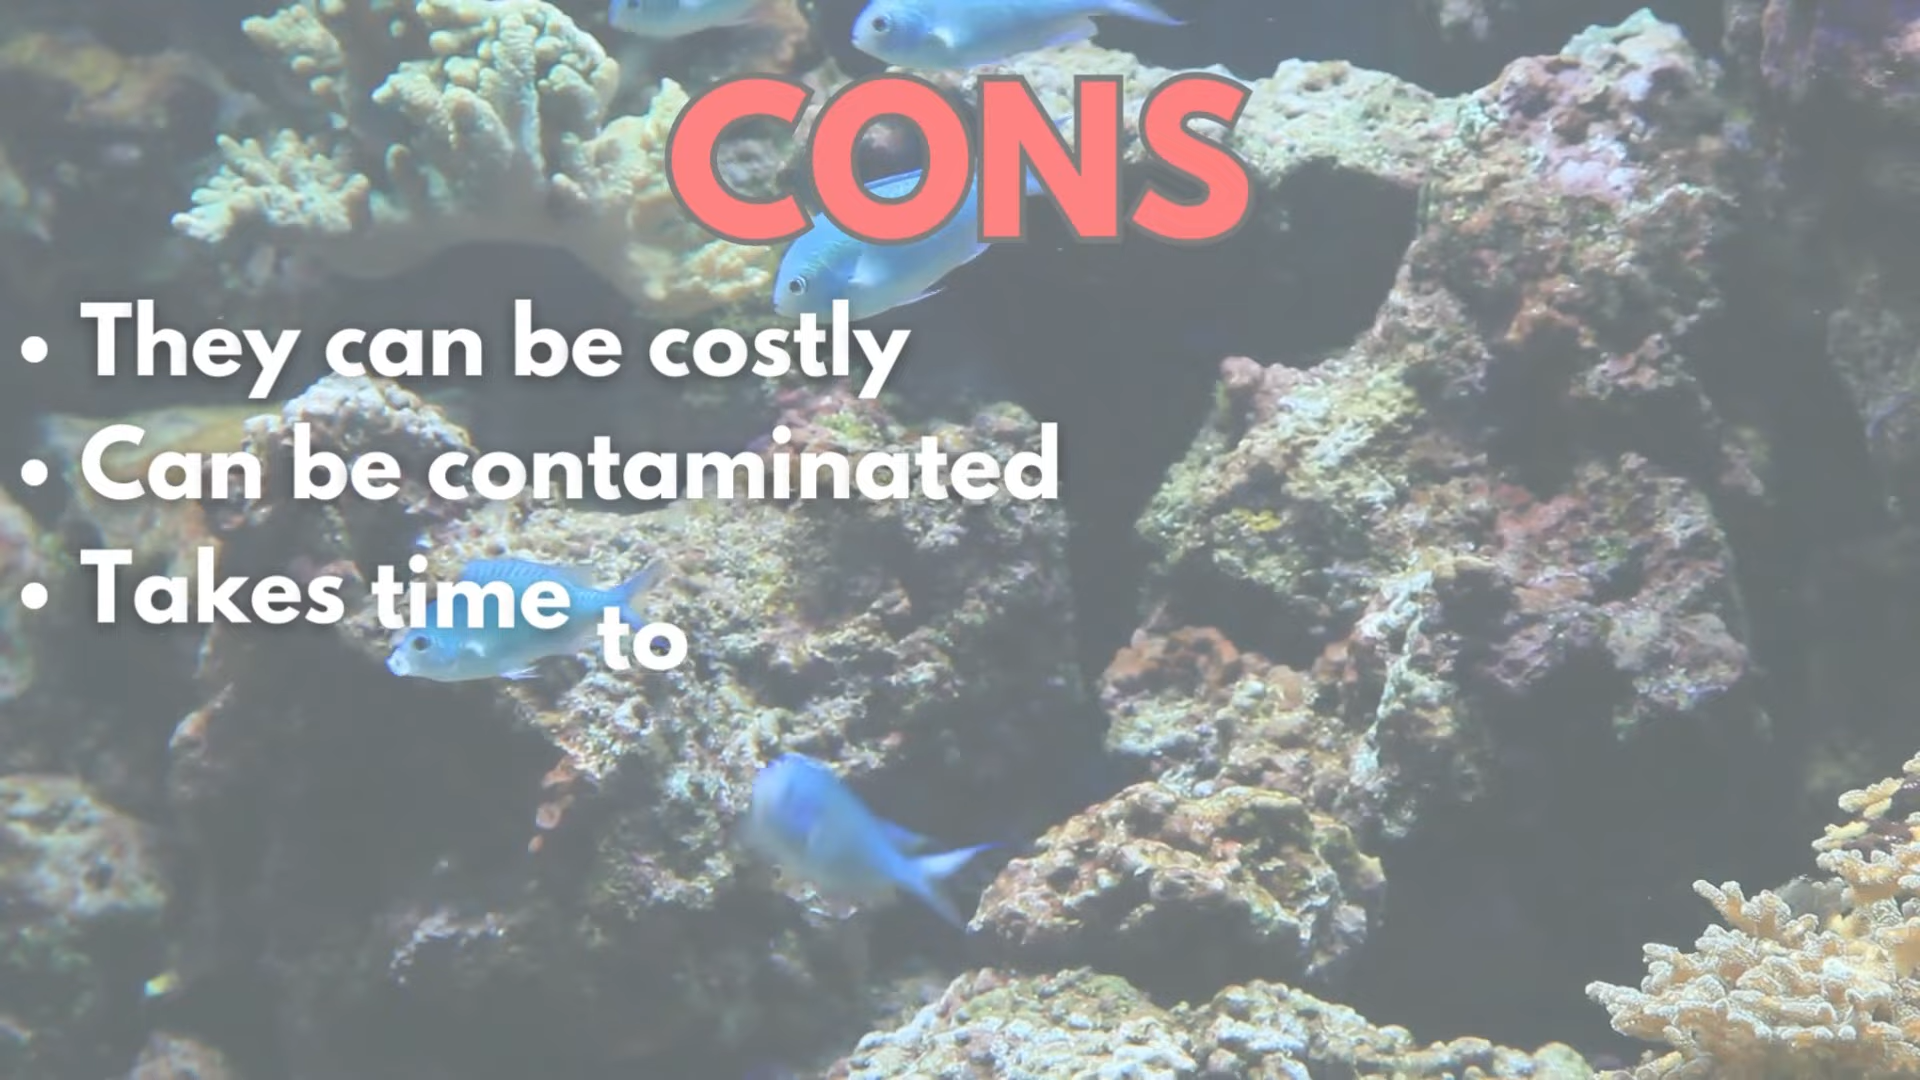 CONS
• They can be costly
• Can be contaminated
• Takes time to